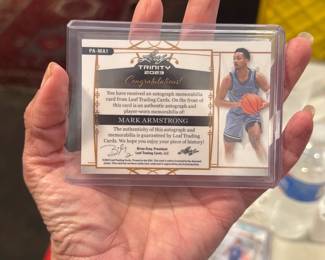 PA-MA1
Leaf
TRINITY
2023
Congratulations!
You have received an autograph memorabilia
card from Leaf Trading Cards. On the front of
this card is an authentic autograph and
player-worn memorabilia of:
MARK ARMSTRONG
The authenticity of this autograph and
memorabilia is guaranteed by Leaf Trading
Cards. We hope you enjoy your piece of history!
Brian Gray, President
Leaf Trading Cards, LLC
Leaf